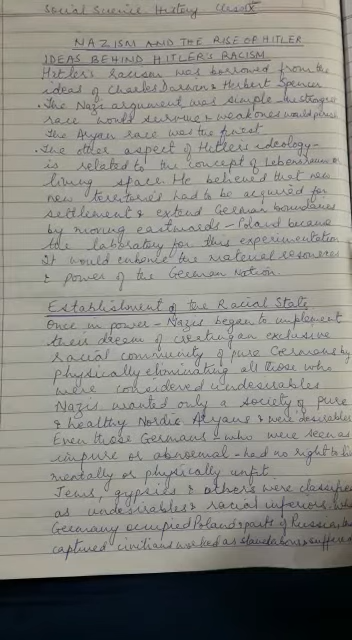 Social Science History Class IX
NAZISM AND THE RISE OF HITLER
IDEAS BEHIND HITLER'S RACISM
Hitler's racism was borrowed from the
ideas of Charles Darwin & Herbert Spencer
• The Nazi argument was simple - the strongest
race would survive & weak ones would perish
The Aryan race was the finest
• The other aspect of Hitler's ideology -
is related to the concept of Lebensraum or
living space. He believed that new
new territories had to be acquired for
settlement & extend German boundaries
by moving eastwards - Poland became
the laboratory for this experimentation
It would enhance the material resources
& power of the German Nation.
Establishment of the Racial State
Once in power - Nazis began to implement
their dream of creating an exclusive
racial community of pure Germans by
physically eliminating all those who
were considered undesirables
Nazis wanted only a society of pure
& healthy Nordic Aryans & were desirables
Even those Germans - who were seen as
impure or abnormal - had no right to
mentally or physically unfit
Jews, gypsies & others were classified
as undesirables & racial inferiors.
Germany occupied Poland & parts of Russia,
captured civilians worked as slave labour &